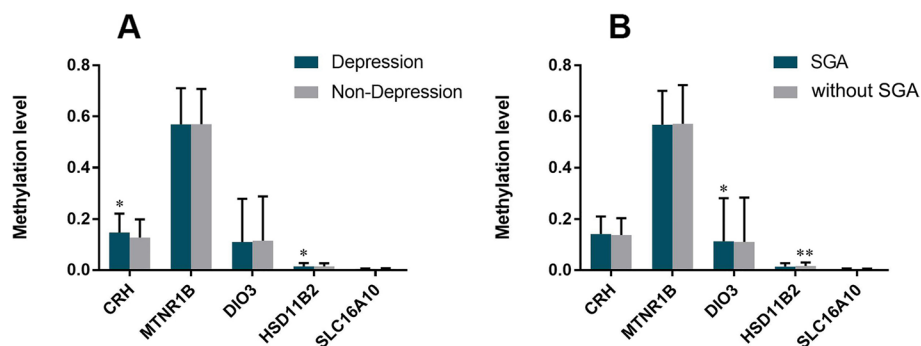 A
Depression
Non-Depression
Methylation level
0.8
0.6
0.4
0.2
0.0
*
*
CRH
MTNR1B
DIO3
HSD11B2
SLC16A10
B
SGA
without SGA
Methylation level
0.8
0.6
0.4
0.2
0.0
*
**
CRH
MTNR1B
DIO3
HSD11B2
SLC16A10